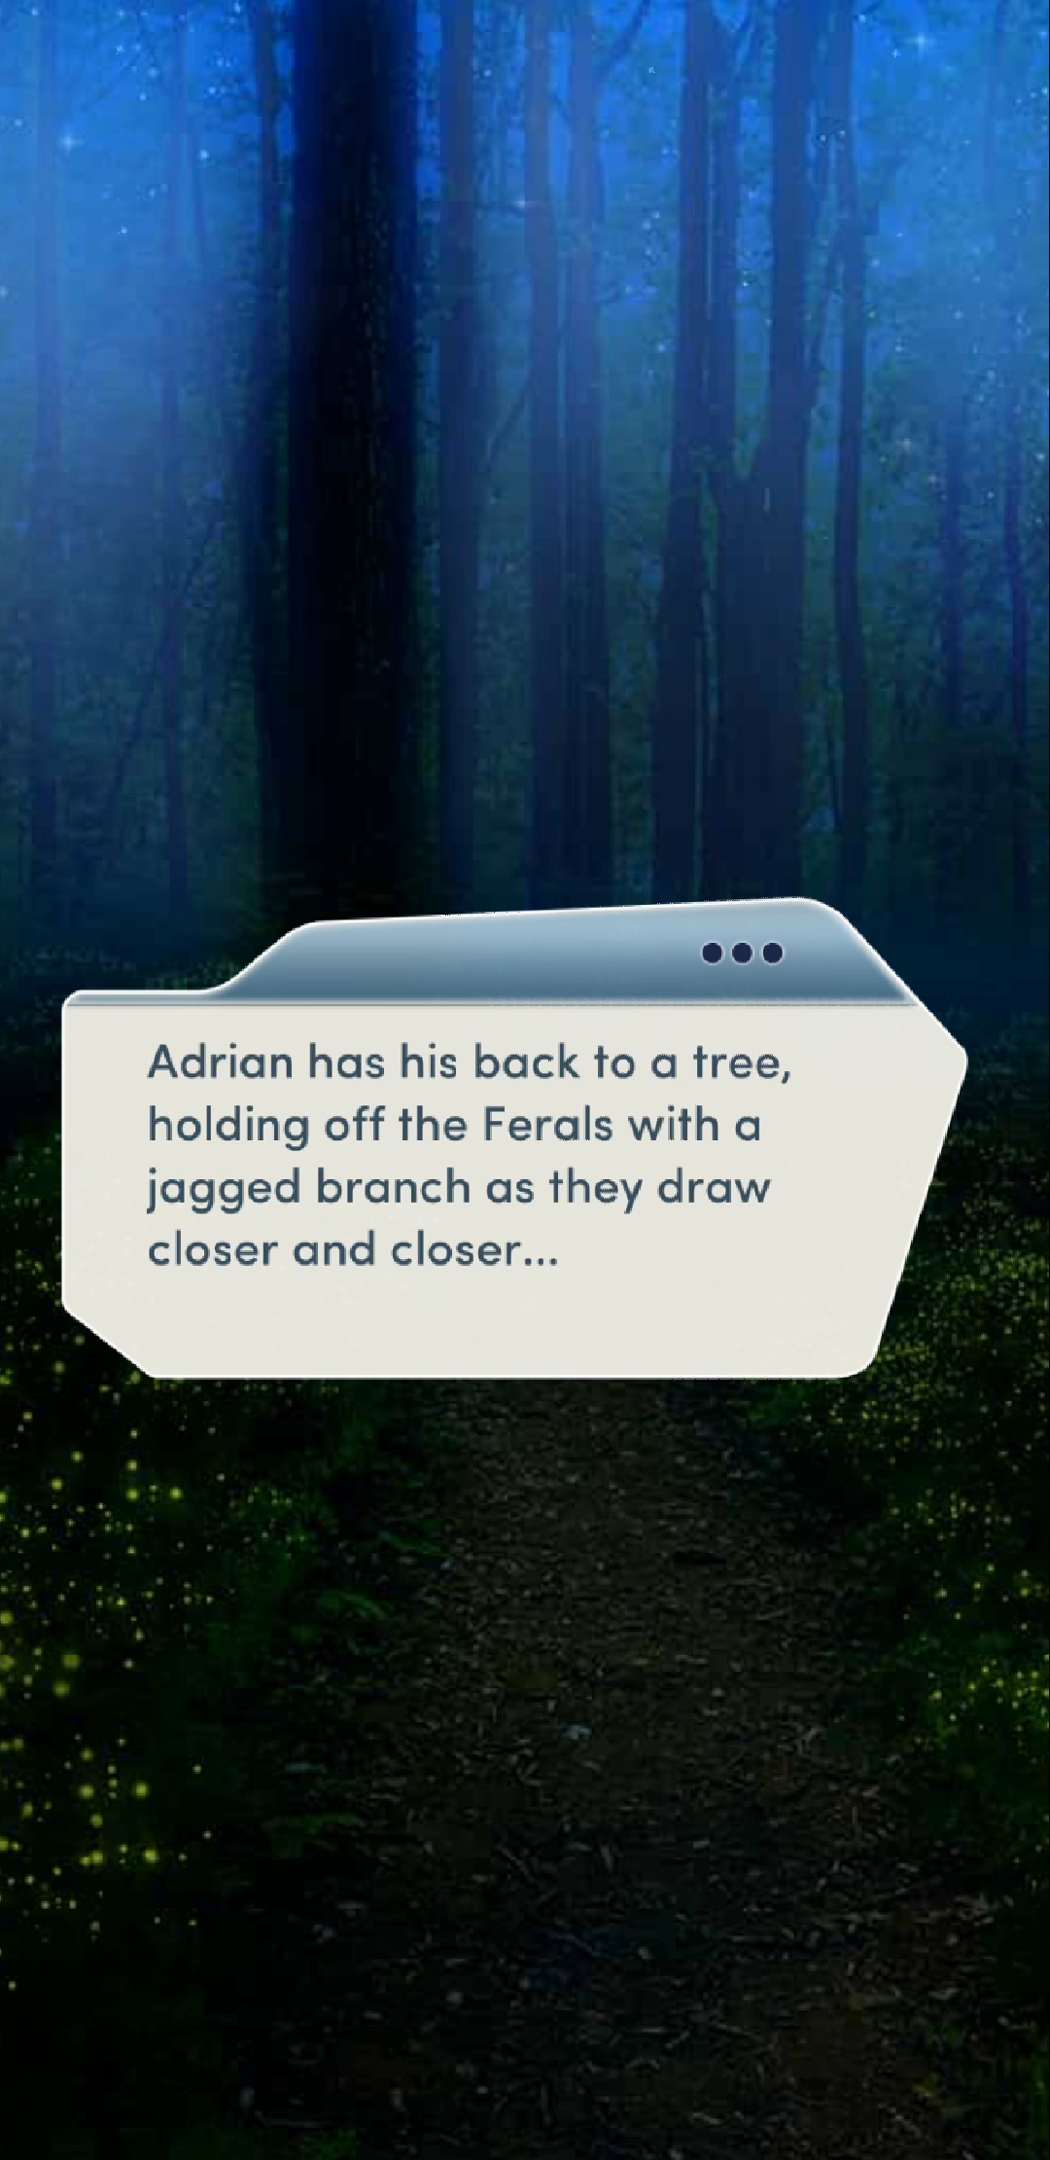 Adrian has his back to a tree,
holding off the Ferals with a
jagged branch as they draw
closer and closer...